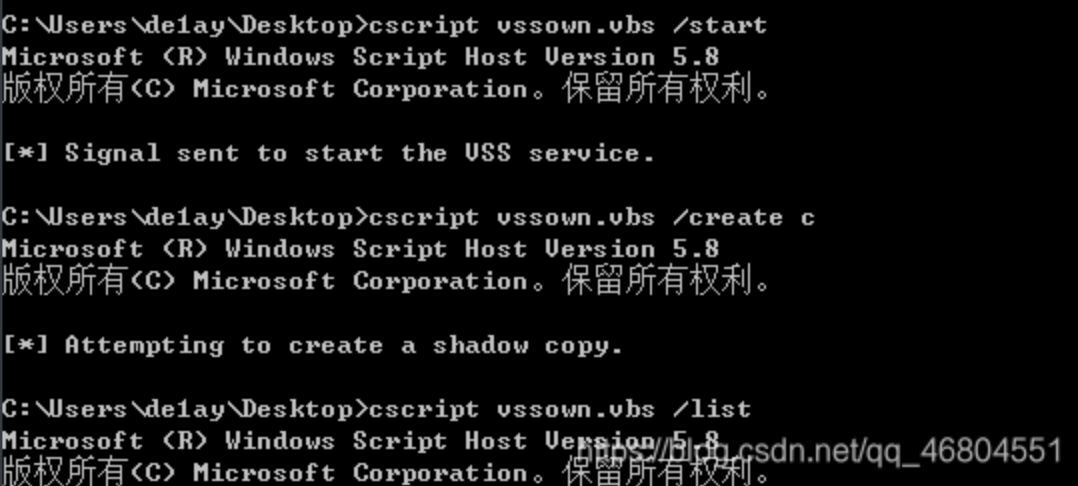 C:\Users\de1ay\Desktop>cscript vssown.vbs /start
Microsoft (R) Windows Script Host Version 5.8
版权所有(C) Microsoft Corporation。保留所有权利。
[*] Signal sent to start the VSS service.
C:\Users\de1ay\Desktop>cscript vssown.vbs /create c
Microsoft (R) Windows Script Host Version 5.8
版权所有(C) Microsoft Corporation。保留所有权利。
[*] Attempting to create a shadow copy.
C:\Users\de1ay\Desktop>cscript vssown.vbs /list
Microsoft (R) Windows Script Host Version 5.8
https://blog.csdn.net/qq_46804551
版权所有(C) Microsoft Corporation。保留所有权利。